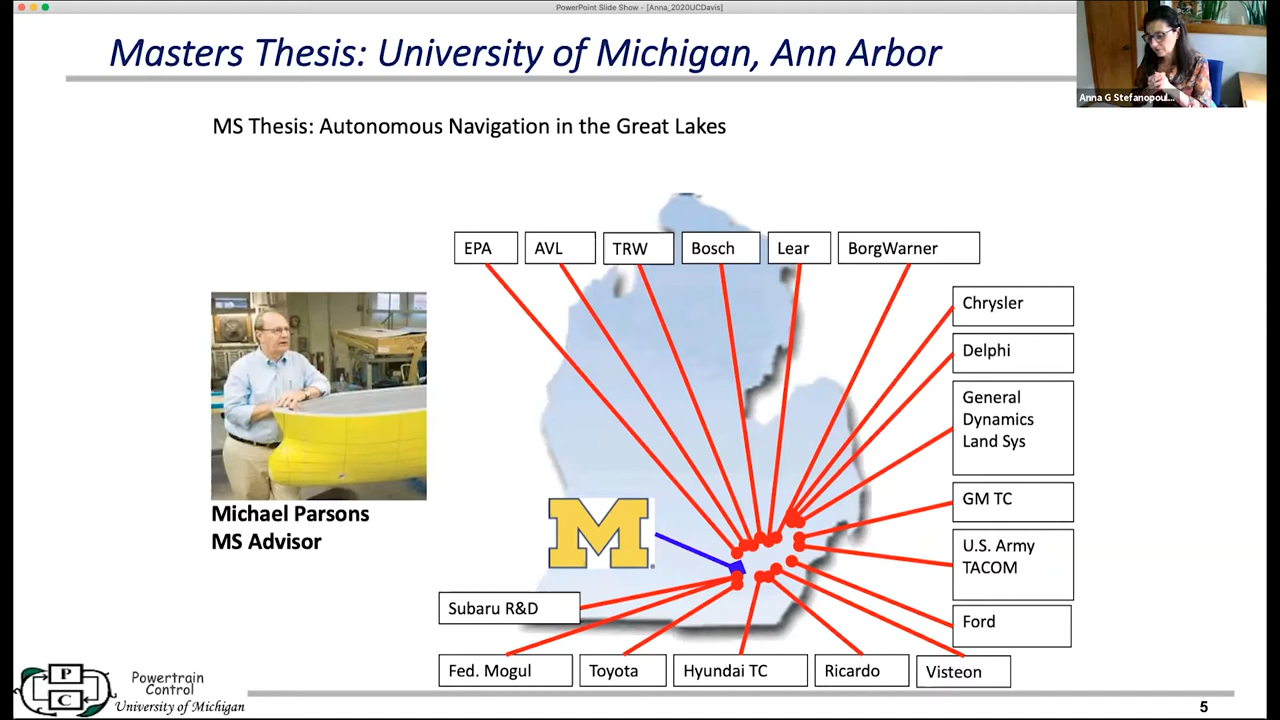 PowerPoint Slide Show - [Anna_2020UCDavis]
Masters Thesis: University of Michigan, Ann Arbor
Anna G Stefanopoul...
MS Thesis: Autonomous Navigation in the Great Lakes
EPA
AVL
TRW
Bosch
Lear
BorgWarner
Chrysler
Delphi
General
Dynamics
Land Sys
GM TC
U.S. Army
TACOM
Ford
Michael Parsons
MS Advisor
M
Subaru R&D
Fed. Mogul
Toyota
Hyundai TC
Ricardo
Visteon
P
C
Powertrain
Control
University of Michigan
5